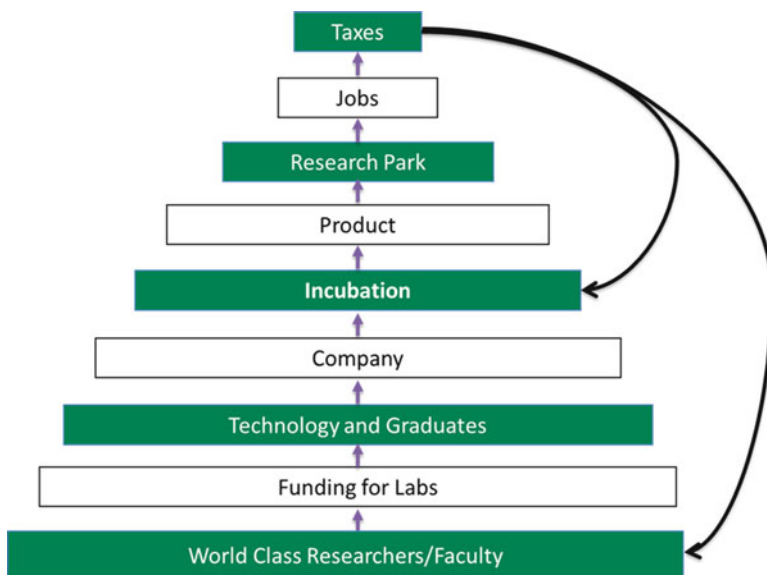 Taxes
Jobs
Research Park
Product
Incubation
Company
Technology and Graduates
Funding for Labs
World Class Researchers/Faculty